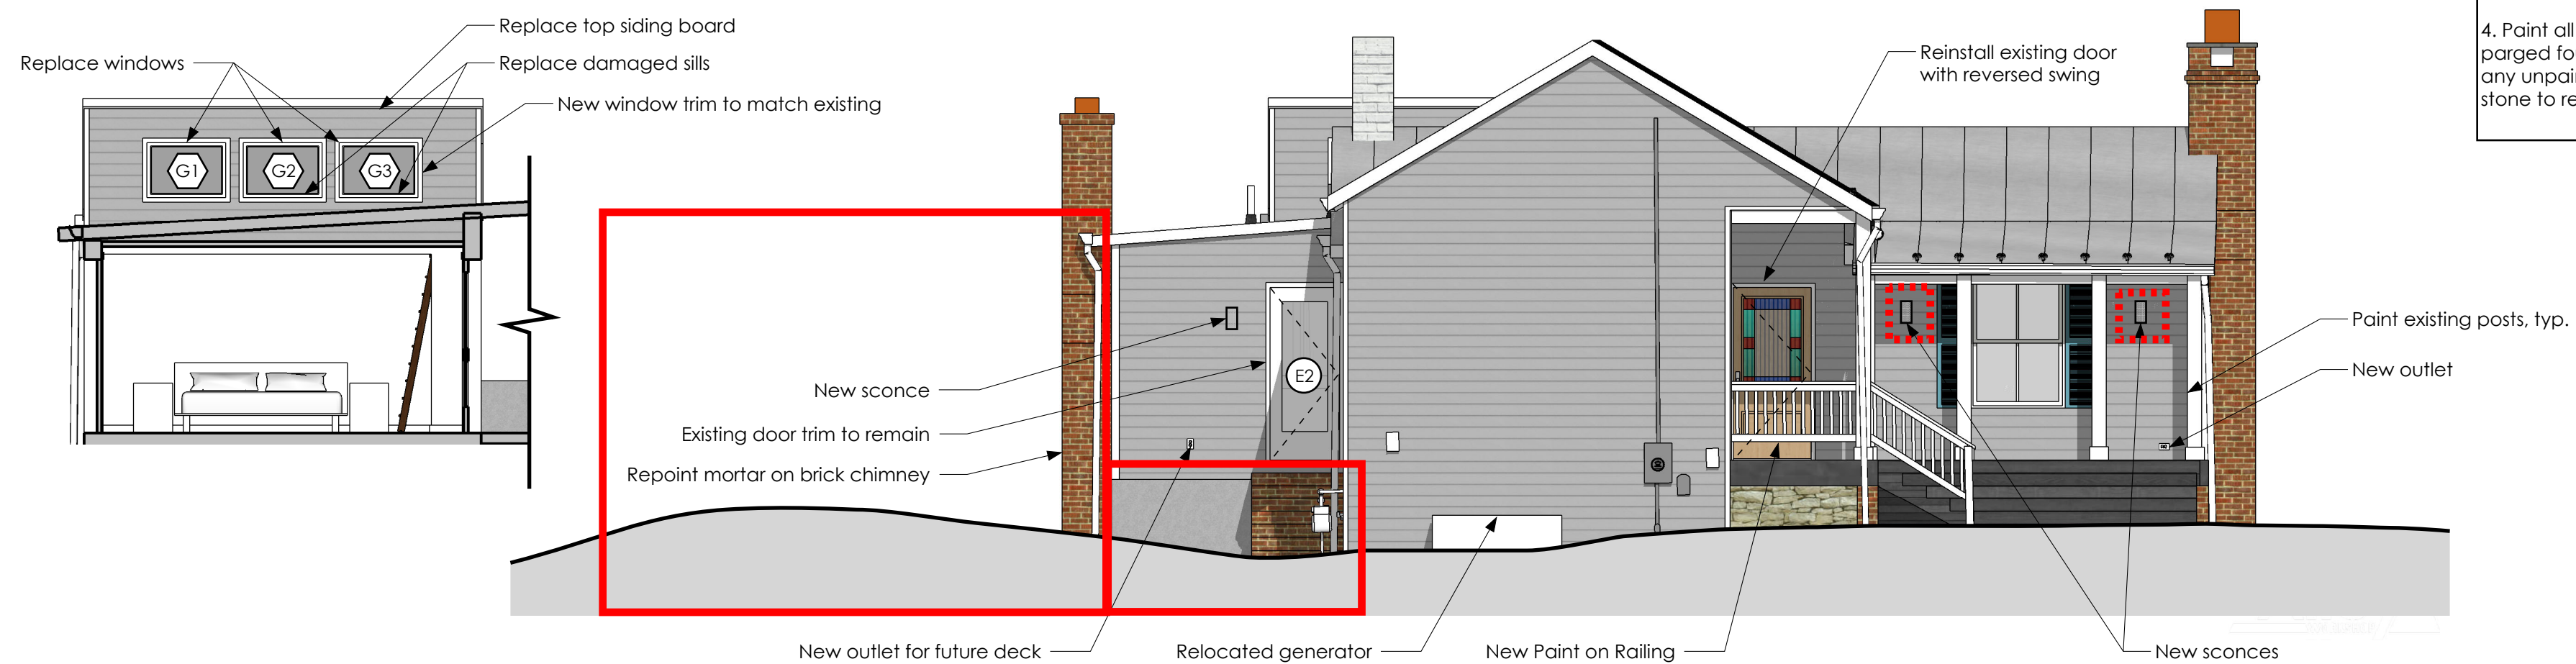 Replace top siding board
Replace windows
Replace damaged sills
New window trim to match existing
G1
G2
G3
Reinstall existing door
with reversed swing
4. Paint all
parged fo
any unpai
stone to re
New sconce
Existing door trim to remain
Repoint mortar on brick chimney
E2
Paint existing posts, typ.
New outlet
New outlet for future deck
Relocated generator
New Paint on Railing
New sconces